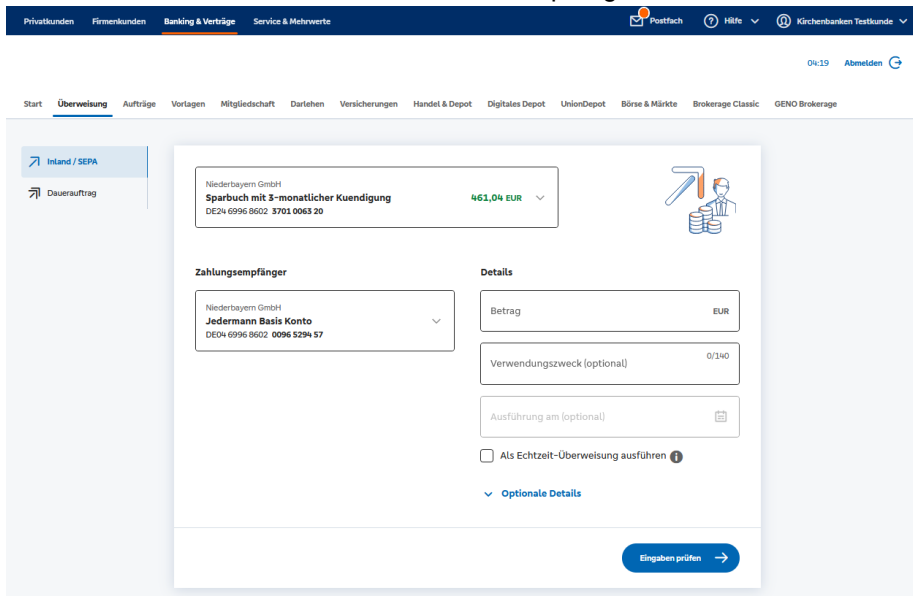 Privatkunden Firmenkunden Banking & Verträge Service & Mehrwerte Postfach Hilfe Kirchenbanken Testkunde
04:19 Abmelden
Start Überweisung Aufträge Vorlagen Mitgliedschaft Darlehen Versicherungen Handel & Depot Digitales Depot UnionDepot Börse & Märkte Brokerage Classic GENO Brokerage
Inland / SEPA
Dauerauftrag
Niederbayern GmbH
Sparbuch mit 3-monatlicher Kuendigung 461,04 EUR
DE24 6996 8602 3701 0063 20
Zahlungsempfänger
Niederbayern GmbH
Jedermann Basis Konto
DE04 6996 8602 0096 5294 57
Details
Betrag EUR
Verwendungszweck (optional) 0/140
Ausführung am (optional)
Als Echtzeit-Überweisung ausführen
Optionale Details
Eingaben prüfen